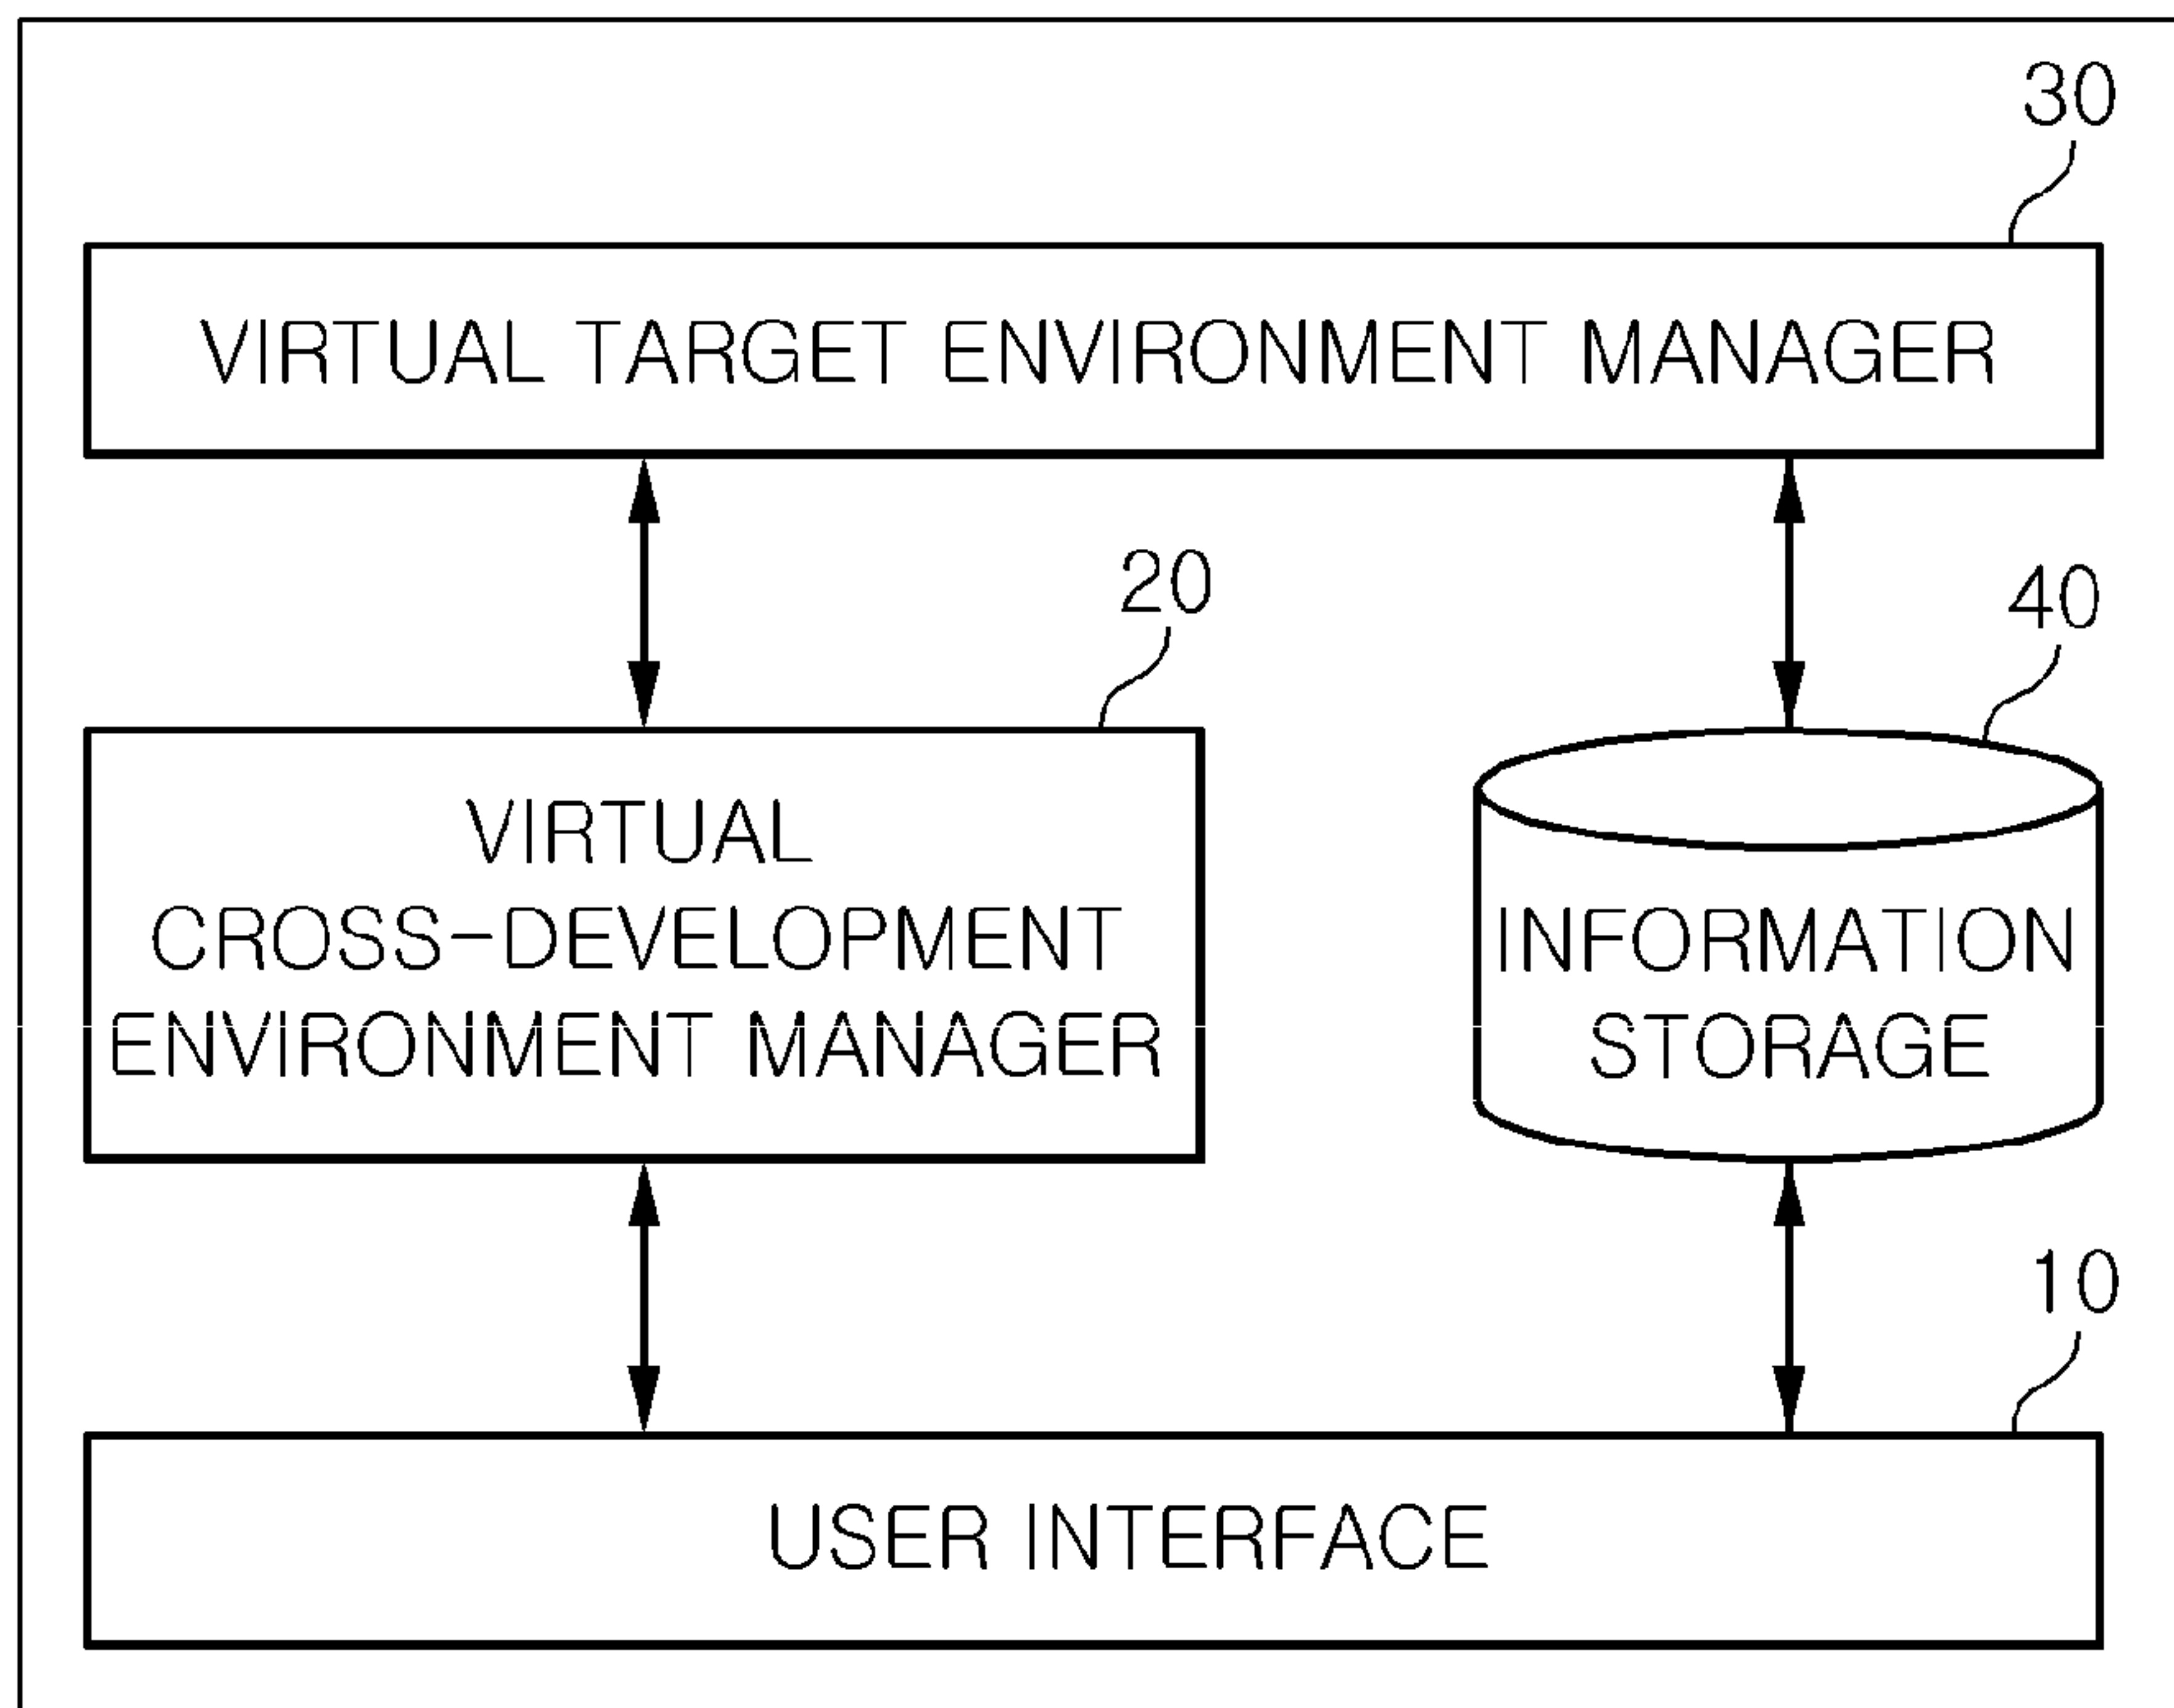 30
VIRTUAL TARGET ENVIRONMENT MANAGER
20
40
VIRTUAL
CROSS-DEVELOPMENT
ENVIRONMENT MANAGER
INFORMATION
STORAGE
10
USER INTERFACE